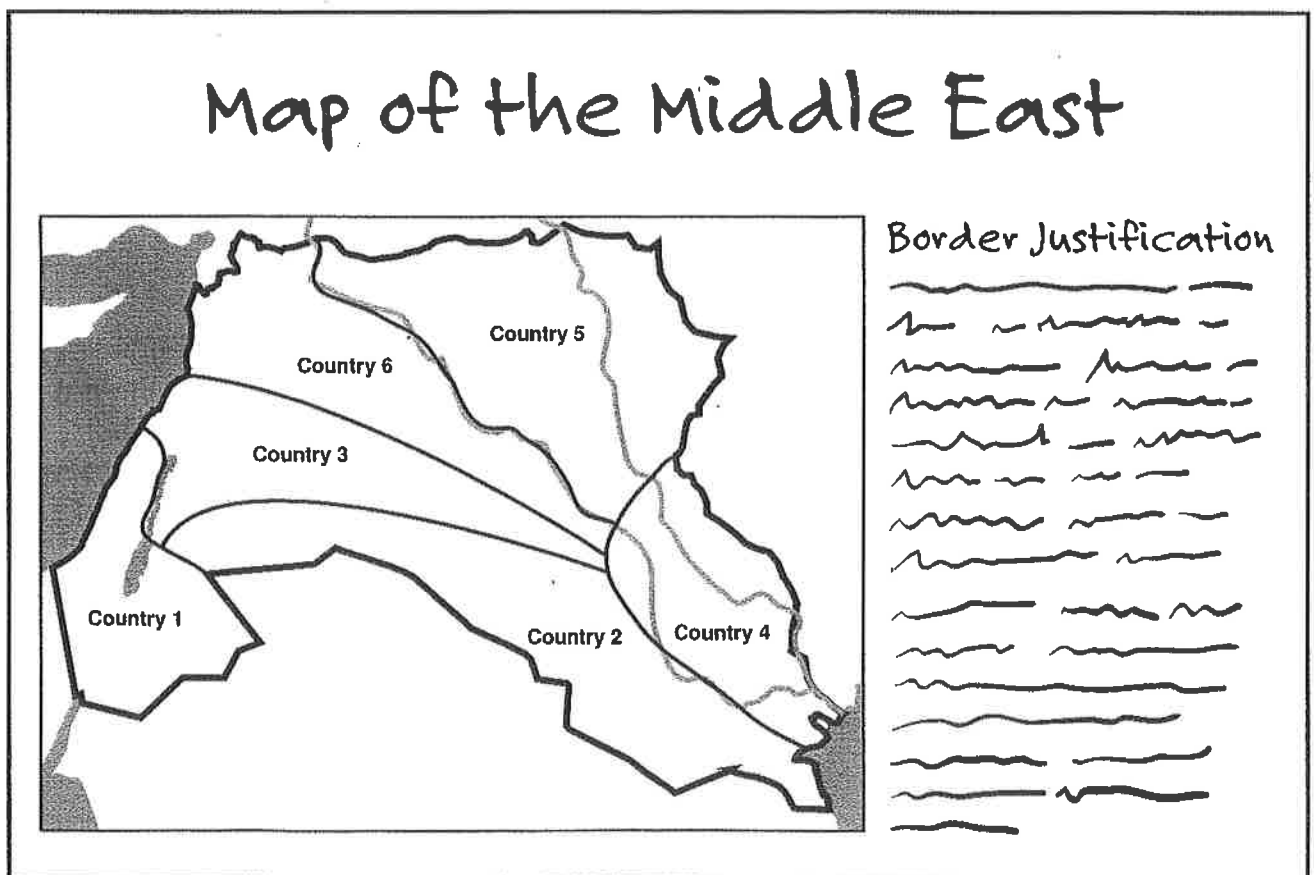 Map of the Middle East
Border Justification
Country 5
Country 6
Country 3
Country 1
Country 2
Country 4